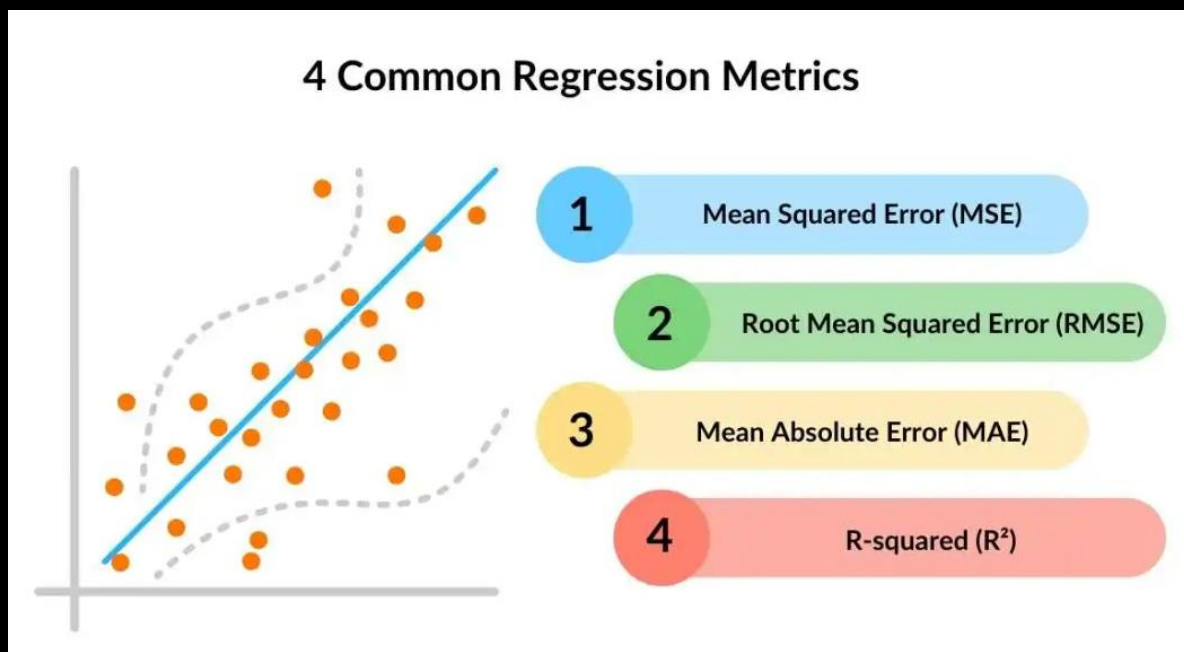 4 Common Regression Metrics
1
Mean Squared Error (MSE)
2
Root Mean Squared Error (RMSE)
3
Mean Absolute Error (MAE)
4
R-squared (R²)